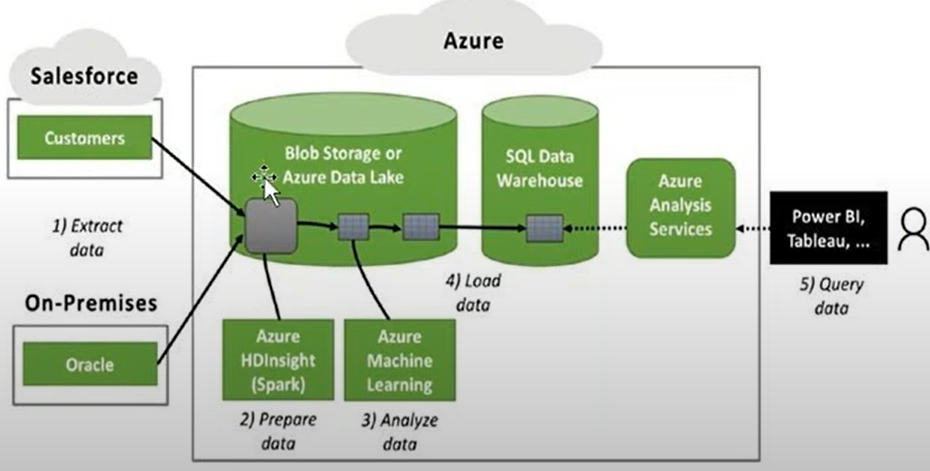 Azure
Salesforce
Customers
Blob Storage or
Azure Data Lake
SQL Data
Warehouse
Azure
Analysis
Services
Power BI,
Tableau, ...
1) Extract
data
4) Load
data
5) Query
data
On-Premises
Oracle
Azure
HDInsight
(Spark)
Azure
Machine
Learning
2) Prepare
data
3) Analyze
data